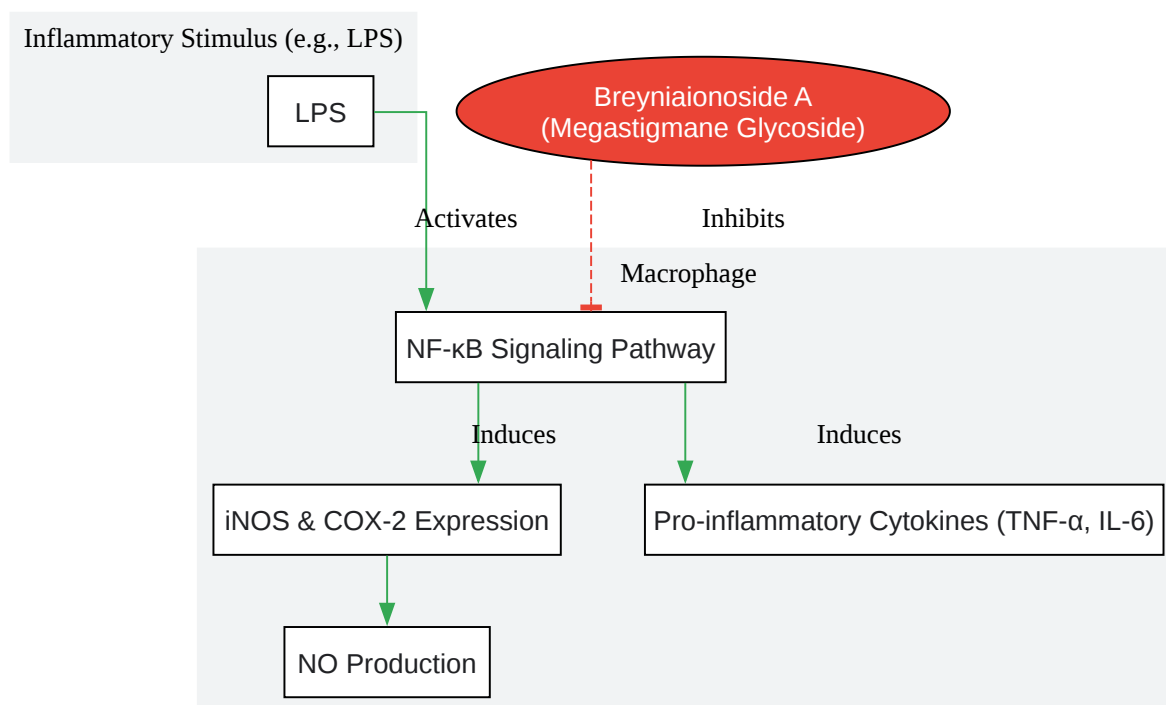 Inflammatory Stimulus (e.g., LPS)
LPS
Breyniaionoside A
(Megastigmane Glycoside)
Activates
Inhibits
Macrophage
NF-κB Signaling Pathway
Induces
Induces
iNOS & COX-2 Expression
Pro-inflammatory Cytokines (TNF-α, IL-6)
NO Production